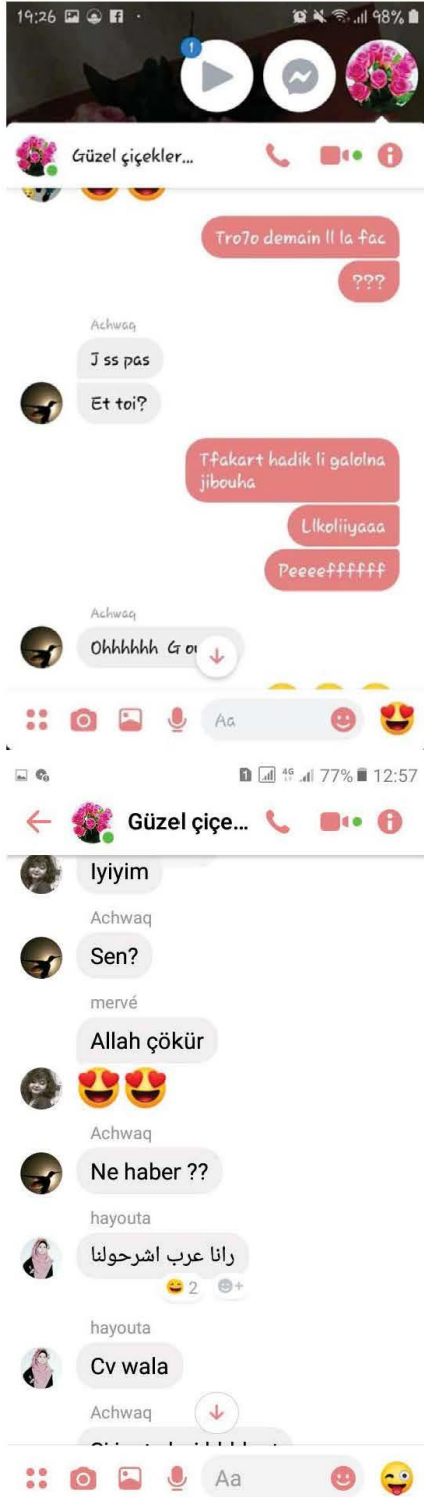 19:26 98%
1
Güzel çiçekler...
Tro7o demain ll la fac
???
Achwaq
J ss pas
Et toi?
Tfakart hadik li galolna
jibouha
Llkoliiyaaa
Peeeeffffff
Achwaq
Ohhhhhh G
Aa
4G 77% 12:57
Güzel çiçe...
Iyiyim
Achwaq
Sen?
mervé
Allah çökür
Achwaq
Ne haber ??
hayouta
رانا عرب اشرحولنا
2
hayouta
Cv wala
Achwaq
Aa